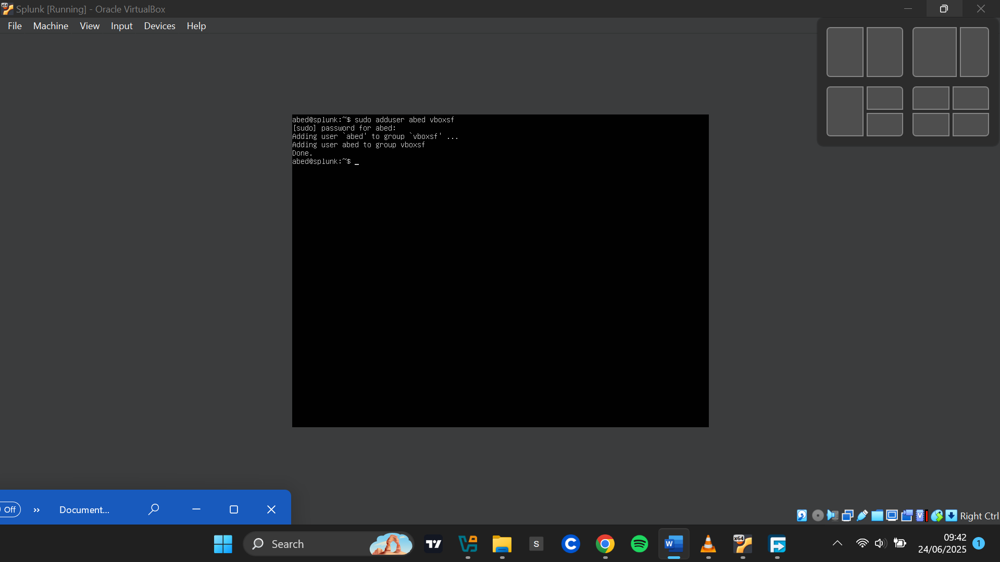 Splunk [Running] - Oracle VirtualBox
File Machine View Input Devices Help
abed@splunk:~$ sudo adduser abed vboxsf
[sudo] password for abed:
Adding user `abed' to group `vboxsf' ...
Adding user abed to group vboxsf
Done.
abed@splunk:~$ _
Off » Document...
Right Ctrl
Search
S
W
x64
09:42
24/06/2025
1